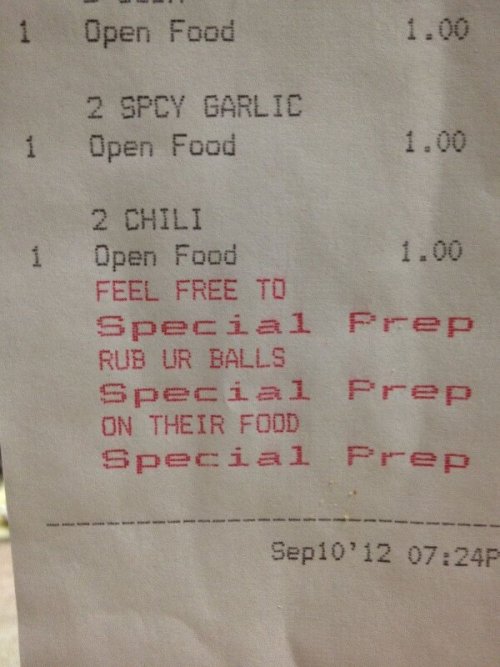 1 Open Food 1.00
2 SPCY GARLIC
1 Open Food 1.00
2 CHILI
1 Open Food 1.00
FEEL FREE TO
Special Prep
RUB UR BALLS
Special Prep
ON THEIR FOOD
Special Prep
Sep10'12 07:24P